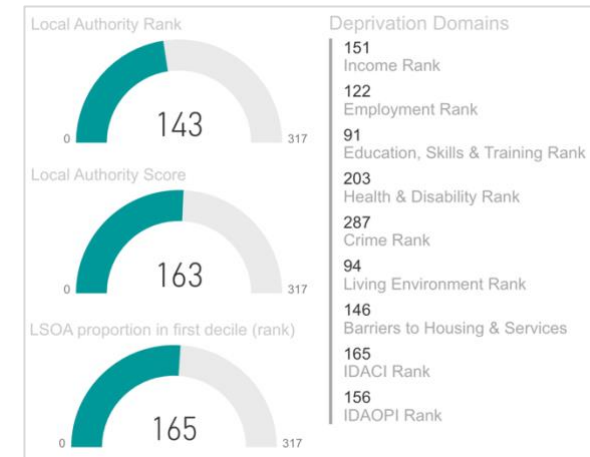 Local Authority Rank
143
0
317
Local Authority Score
163
0
317
LSOA proportion in first decile (rank)
165
0
317
Deprivation Domains
151
Income Rank
122
Employment Rank
91
Education, Skills & Training Rank
203
Health & Disability Rank
287
Crime Rank
94
Living Environment Rank
146
Barriers to Housing & Services
165
IDACI Rank
156
IDAOPI Rank